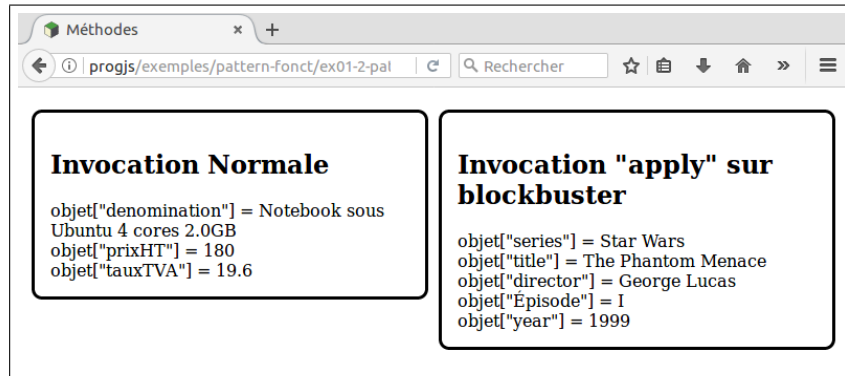 Méthodes
progjs/exemples/pattern-fonct/ex01-2-pal
Rechercher
Invocation Normale
objet["denomination"] = Notebook sous
Ubuntu 4 cores 2.0GB
objet["prixHT"] = 180
objet["tauxTVA"] = 19.6
Invocation "apply" sur
blockbuster
objet["series"] = Star Wars
objet["title"] = The Phantom Menace
objet["director"] = George Lucas
objet["Épisode"] = I
objet["year"] = 1999